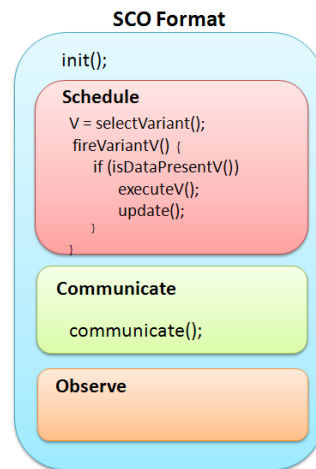 SCO Format
init();
Schedule
V = selectVariant();
fireVariantV() {
if (isDataPresentV())
executeV();
update();
}
}
Communicate
communicate();
Observe